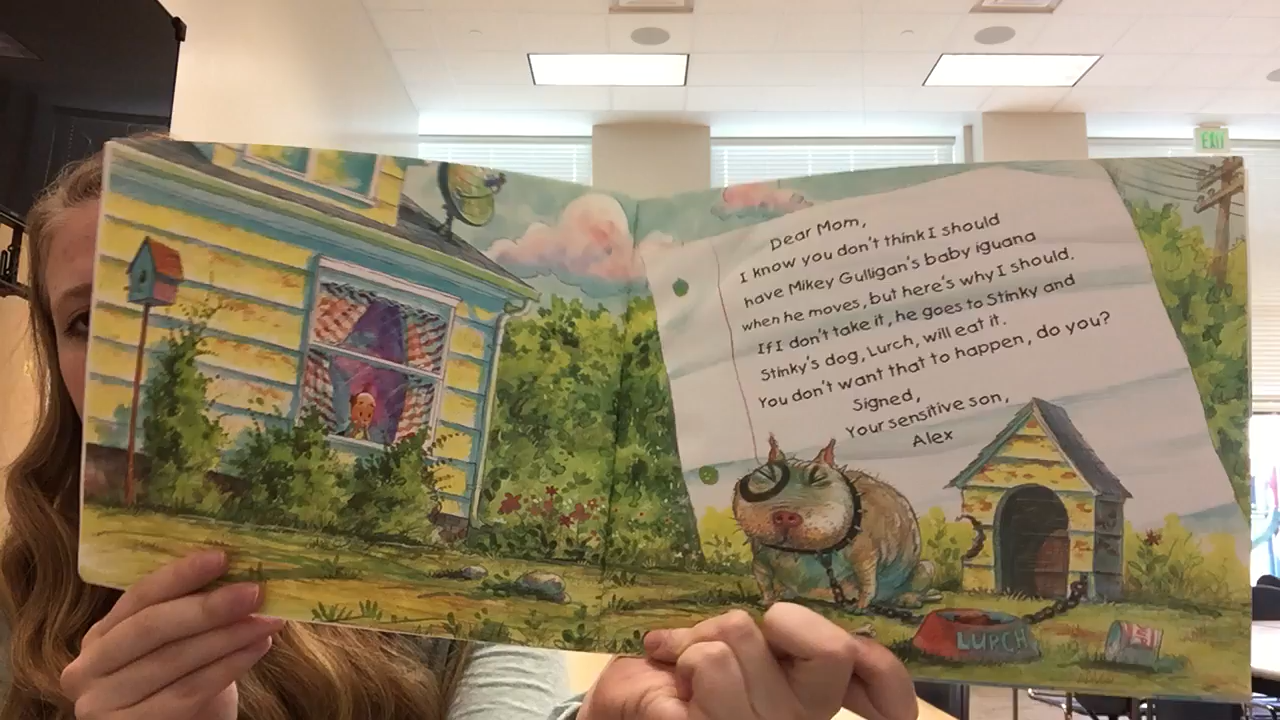 Dear Mom,
I know you don't think I should
have Mikey Gulligan's baby iguana
when he moves, but here's why I should.
If I don't take it, he goes to Stinky and
Stinky's dog, Lurch, will eat it.
You don't want that to happen, do you?
Signed,
Your sensitive son,
Alex
LURCH
EXIT